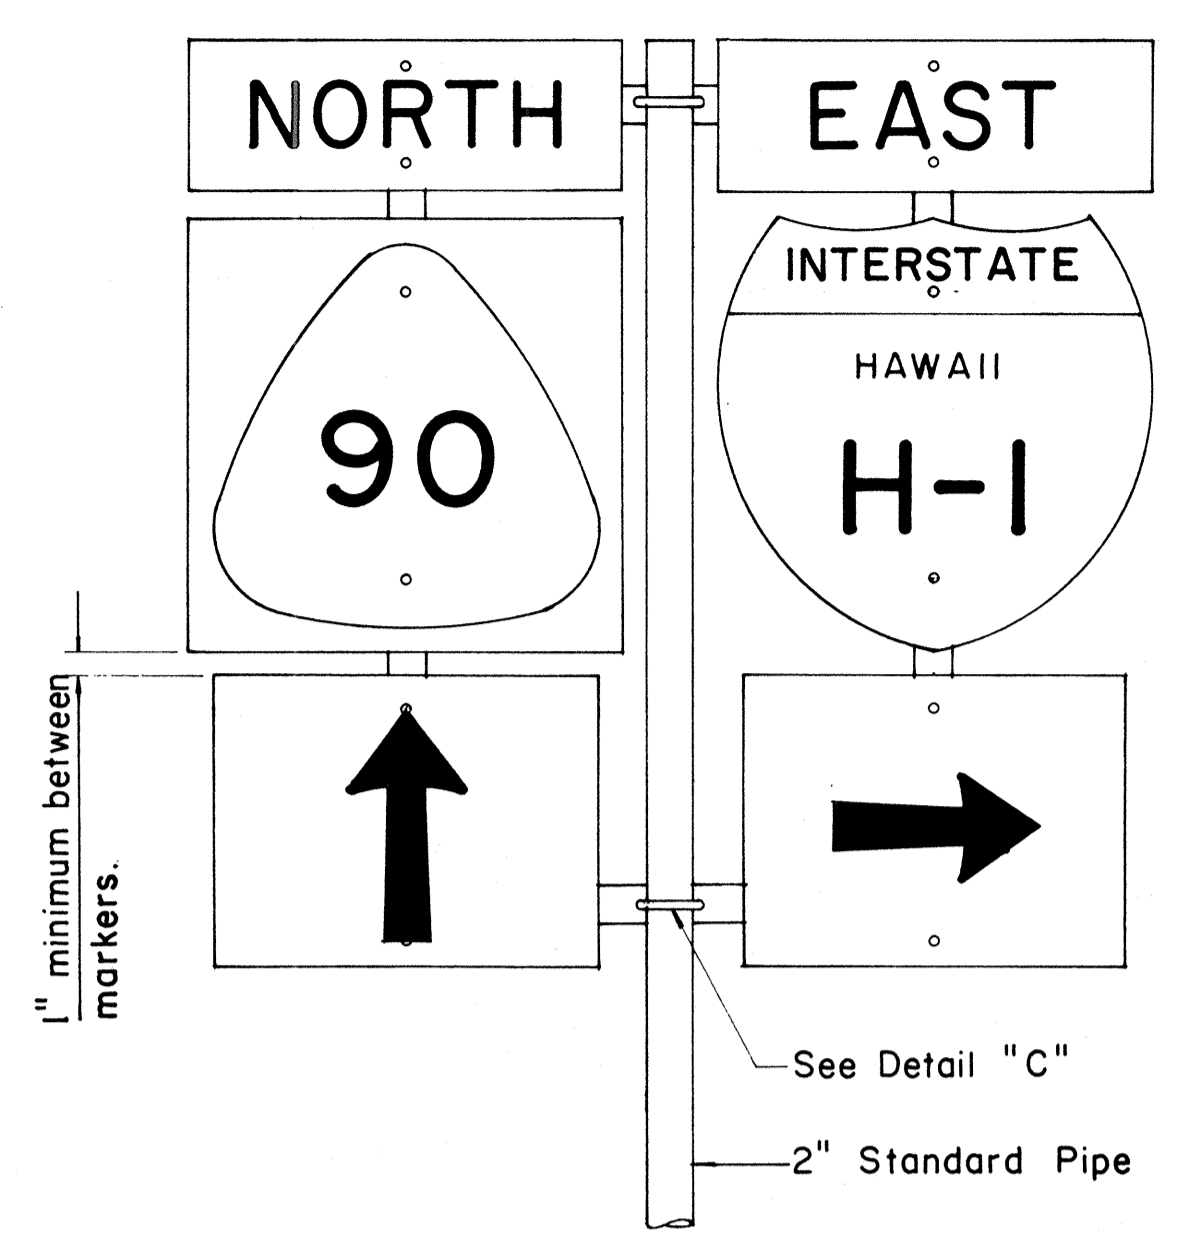 NORTH
EAST
INTERSTATE
HAWAII
90
H-1
1" minimum between
markers.
See Detail "C"
2" Standard Pipe